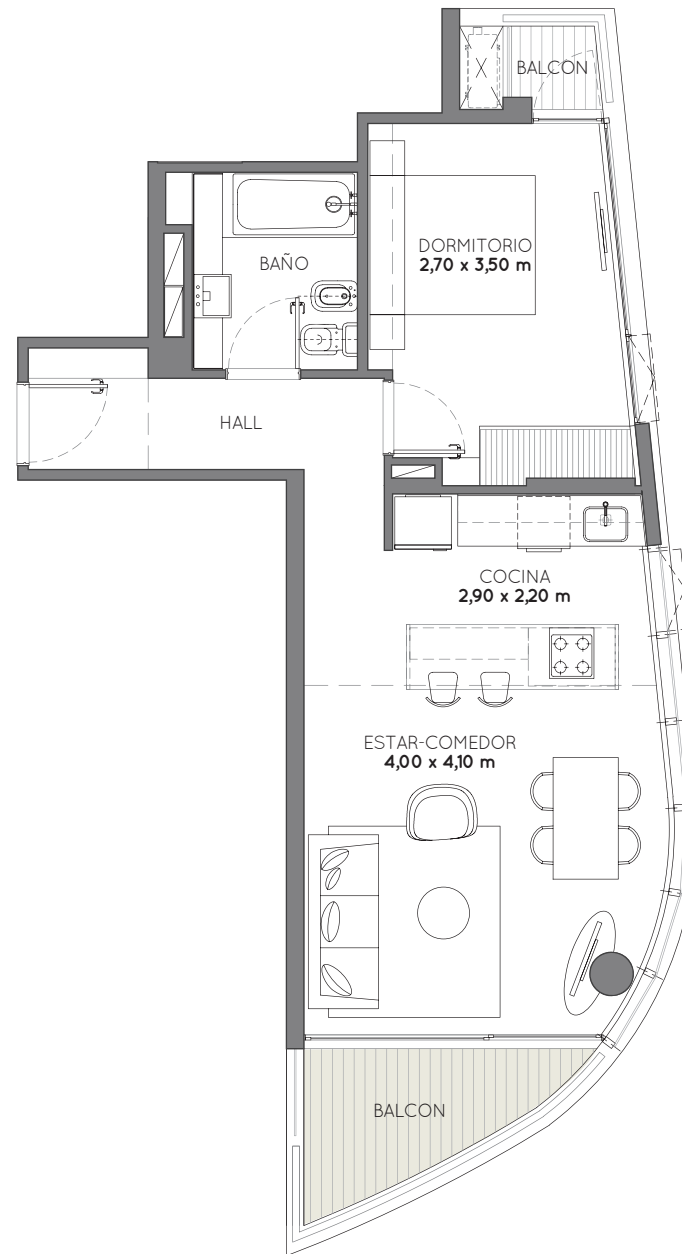 BALCON
DORMITORIO
2,70 x 3,50 m
BAÑO
HALL
COCINA
2,90 x 2,20 m
ESTAR-COMEDOR
4,00 x 4,10 m
BALCON